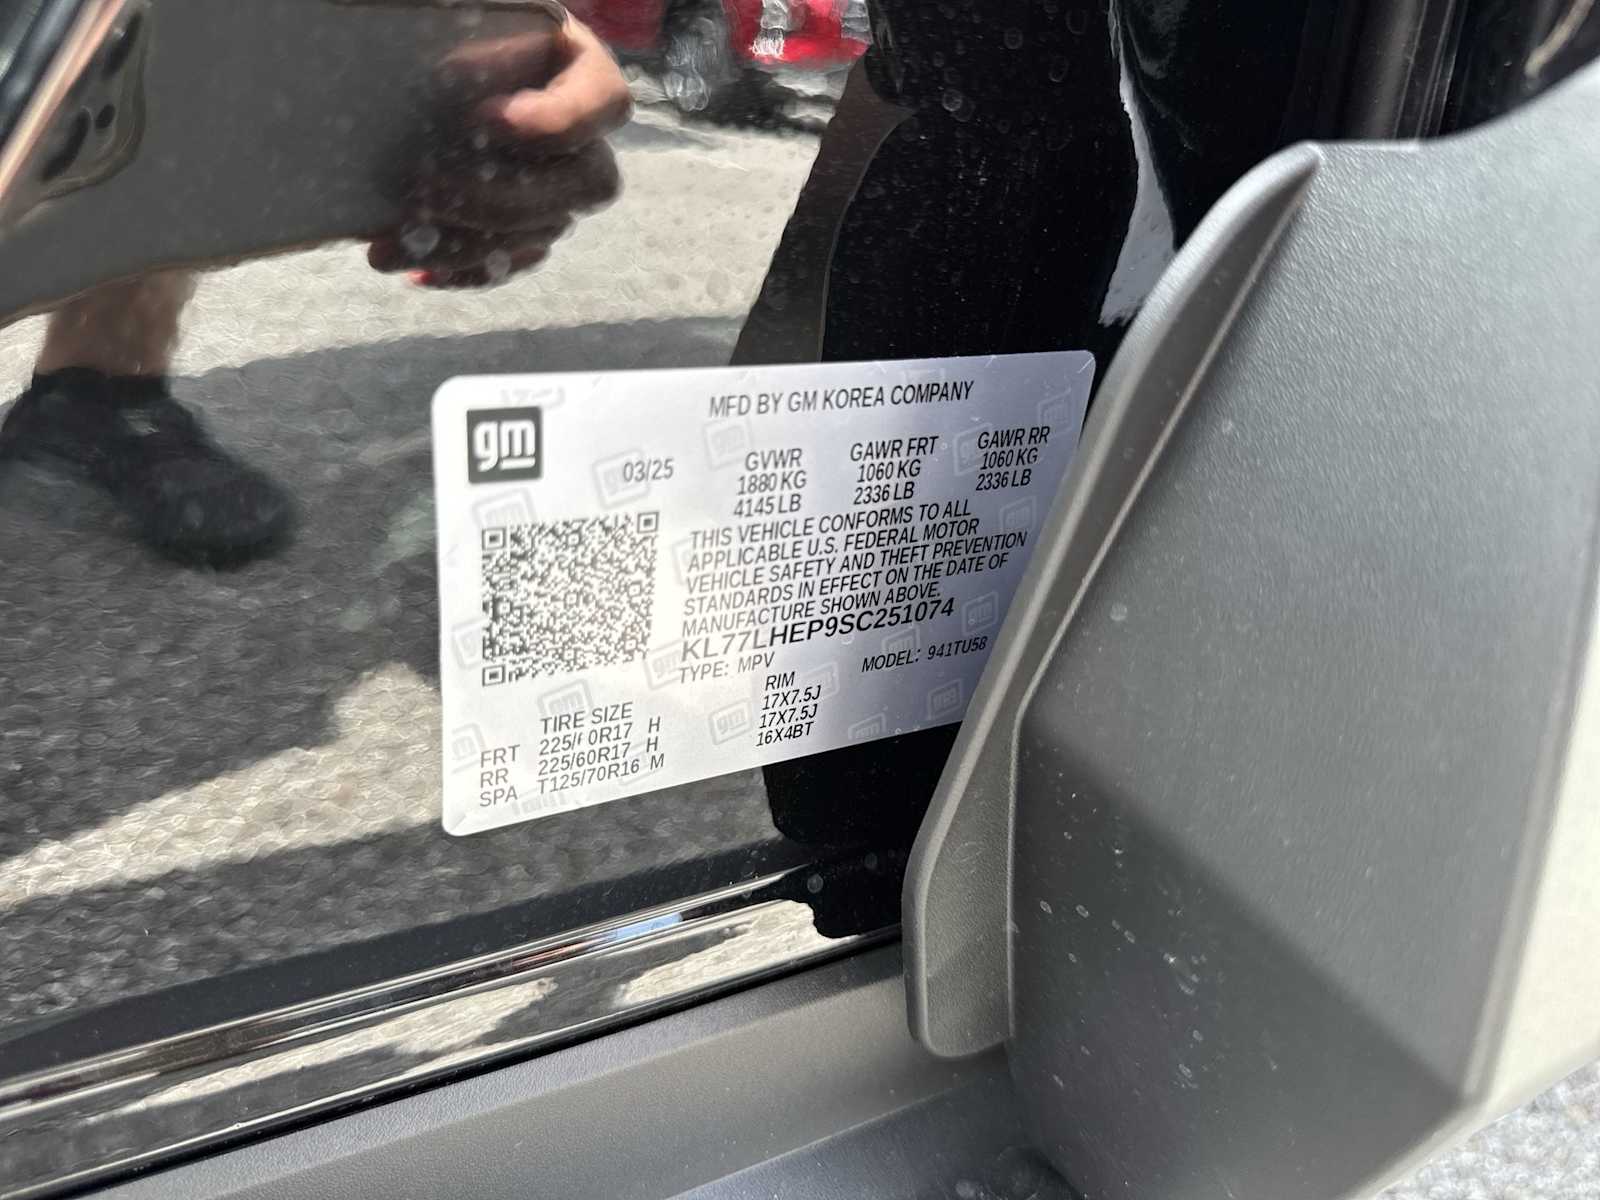 MFD BY GM KOREA COMPANY
gm
03/25
GVWR GAWR FRT GAWR RR
1880 KG 1060 KG 1060 KG
4145 LB 2336 LB 2336 LB
THIS VEHICLE CONFORMS TO ALL
APPLICABLE U.S. FEDERAL MOTOR
VEHICLE SAFETY AND THEFT PREVENTION
STANDARDS IN EFFECT ON THE DATE OF
MANUFACTURE SHOWN ABOVE.
KL77LHEP9SC251074
TYPE: MPV MODEL: 941TU58
TIRE SIZE RIM
FRT 225/60R17 H 17X7.5J
RR 225/60R17 H 17X7.5J
SPA T125/70R16 M 16X4BT